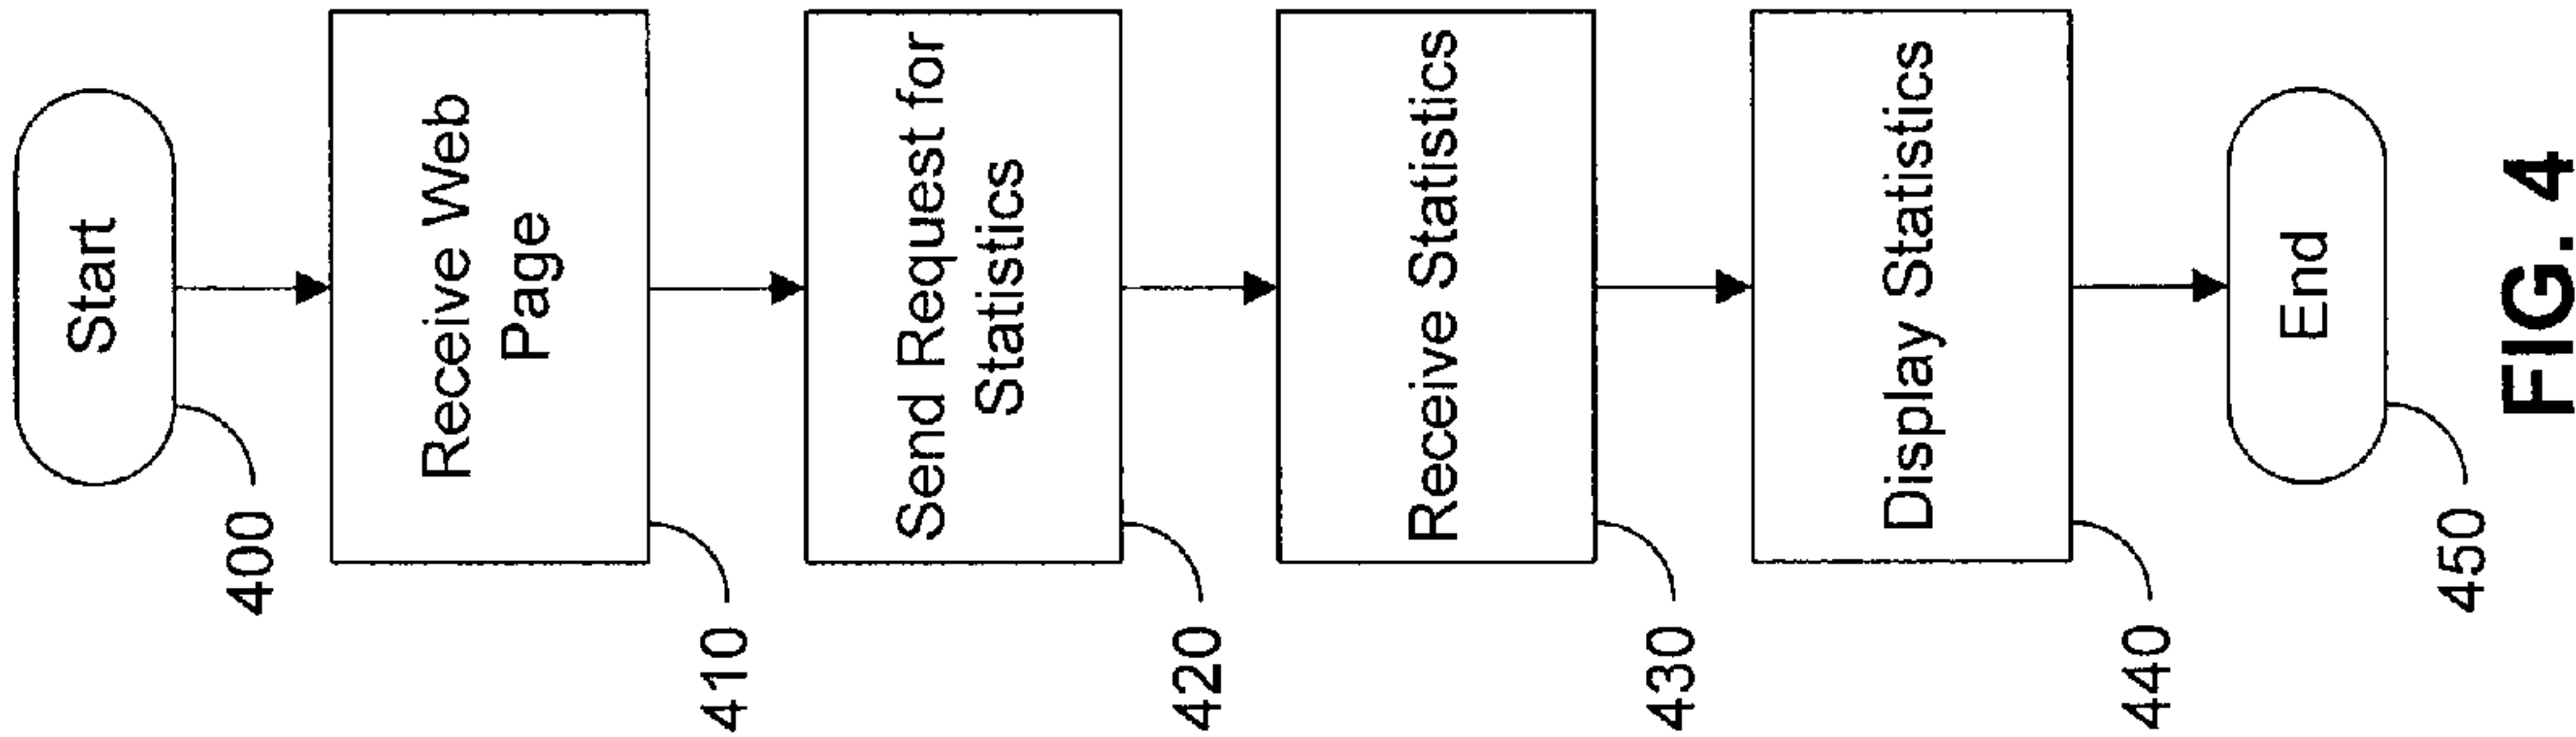 Start
400
Receive Web
Page
410
Send Request for
Statistics
420
Receive Statistics
430
Display Statistics
440
End
450
FIG. 4